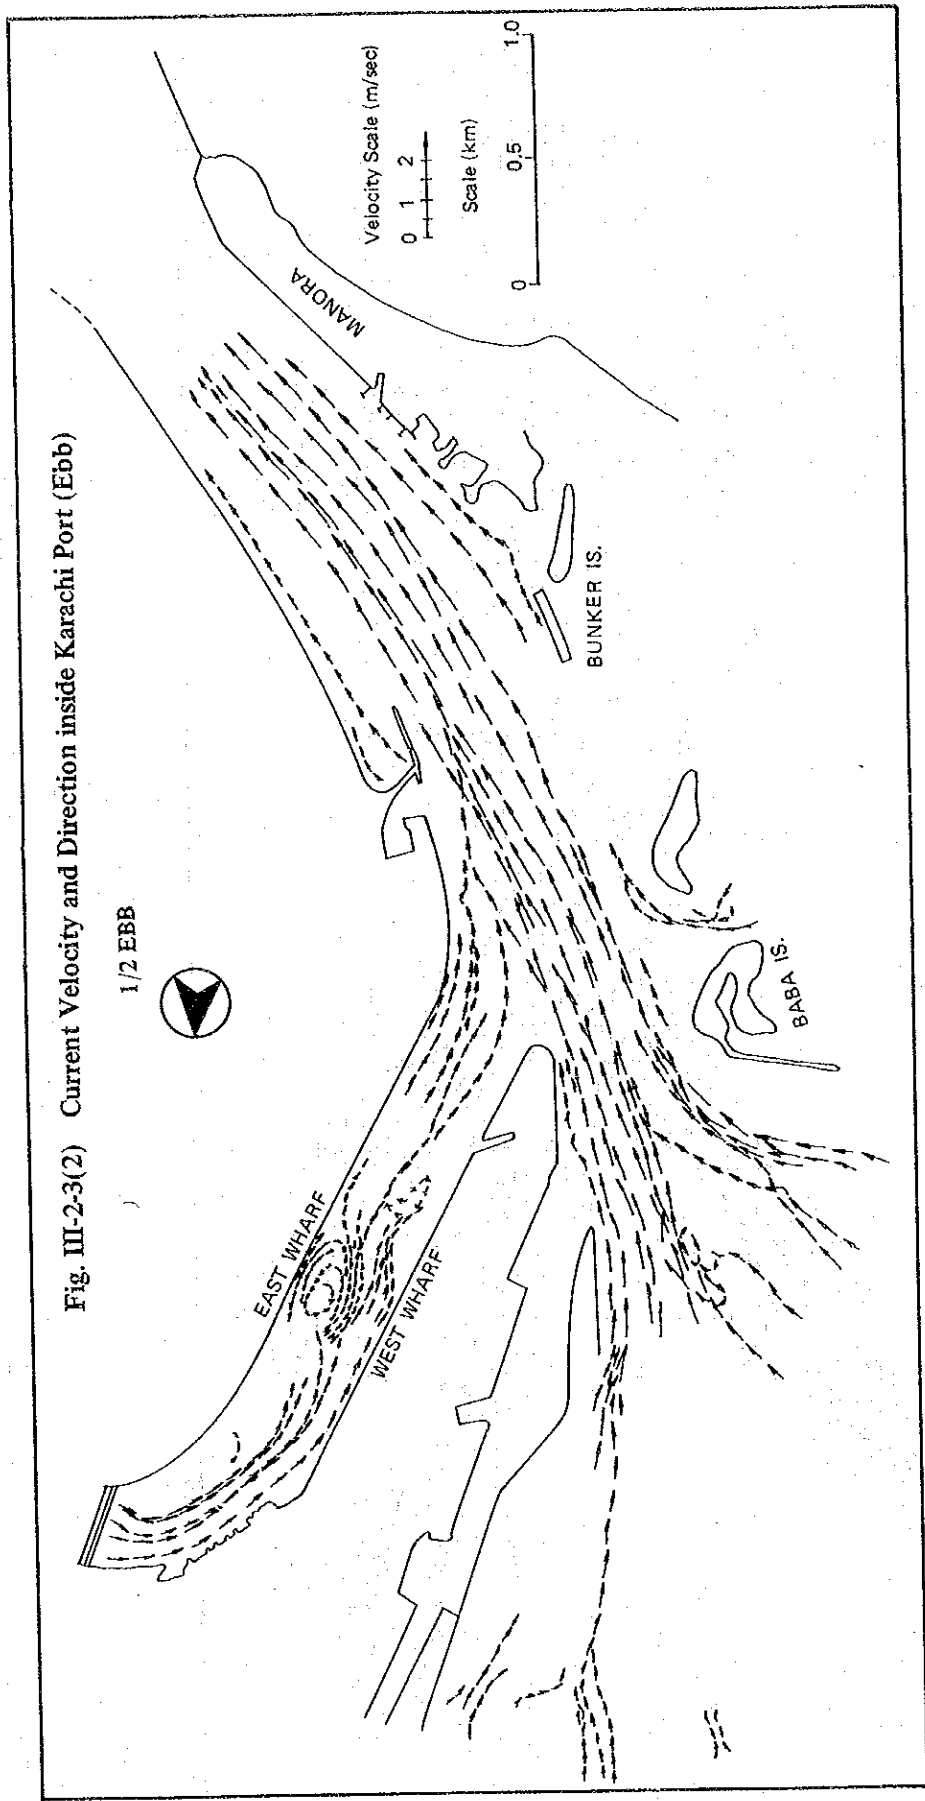 Fig. III-2-3(2) Current Velocity and Direction inside Karachi Port (Ebb)
1/2 EBB
EAST WHARF
WEST WHARF
MANORA
Velocity Scale (m/sec)
0 1 2
Scale (km)
0 0.5 1.0
BUNKER IS.
BABA IS.